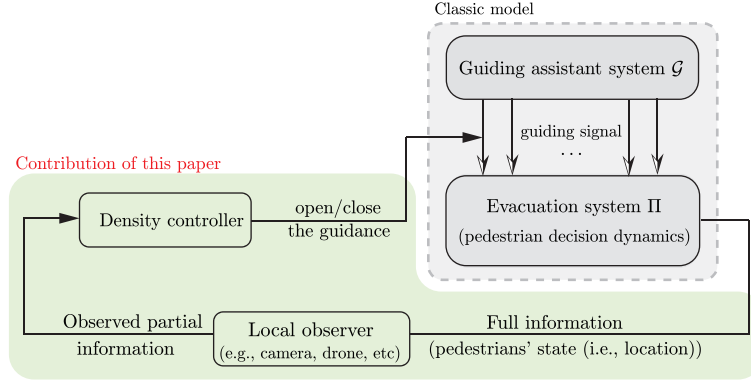 Classic model
Guiding assistant system 𝒢
guiding signal
...
Contribution of this paper
Density controller
open/close
the guidance
Evacuation system Π
(pedestrian decision dynamics)
Observed partial
information
Local observer
(e.g., camera, drone, etc)
Full information
(pedestrians' state (i.e., location))